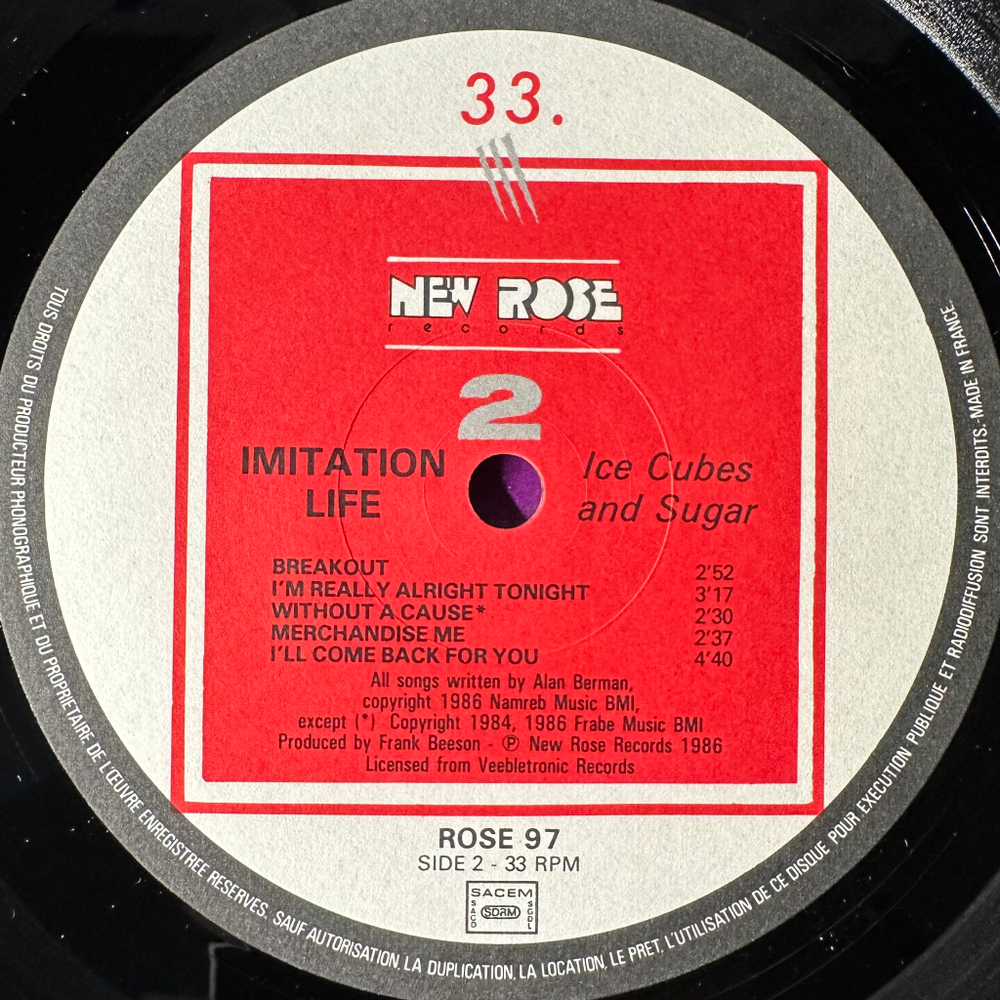 33.
NEW ROSE
records
2
IMITATION
LIFE
Ice Cubes
and Sugar
BREAKOUT 2'52
I'M REALLY ALRIGHT TONIGHT 3'17
WITHOUT A CAUSE* 2'30
MERCHANDISE ME 2'37
I'LL COME BACK FOR YOU 4'40
All songs written by Alan Berman,
copyright 1986 Namreb Music BMI,
except (*) Copyright 1984, 1986 Frabe Music BMI
Produced by Frank Beeson - ℗ New Rose Records 1986
Licensed from Veebletronic Records
ROSE 97
SIDE 2 - 33 RPM
SACEM
SACD
SDRM
SGDL
TOUS DROITS DU PRODUCTEUR PHONOGRAPHIQUE ET DU PROPRIETAIRE DE L'ŒUVRE ENREGISTREE RESERVES. SAUF AUTORISATION, LA DUPLICATION, LA LOCATION, LE PRET, L'UTILISATION DE CE DISQUE POUR EXECUTION PUBLIQUE ET RADIODIFFUSION SONT INTERDITS.-MADE IN FRANCE.